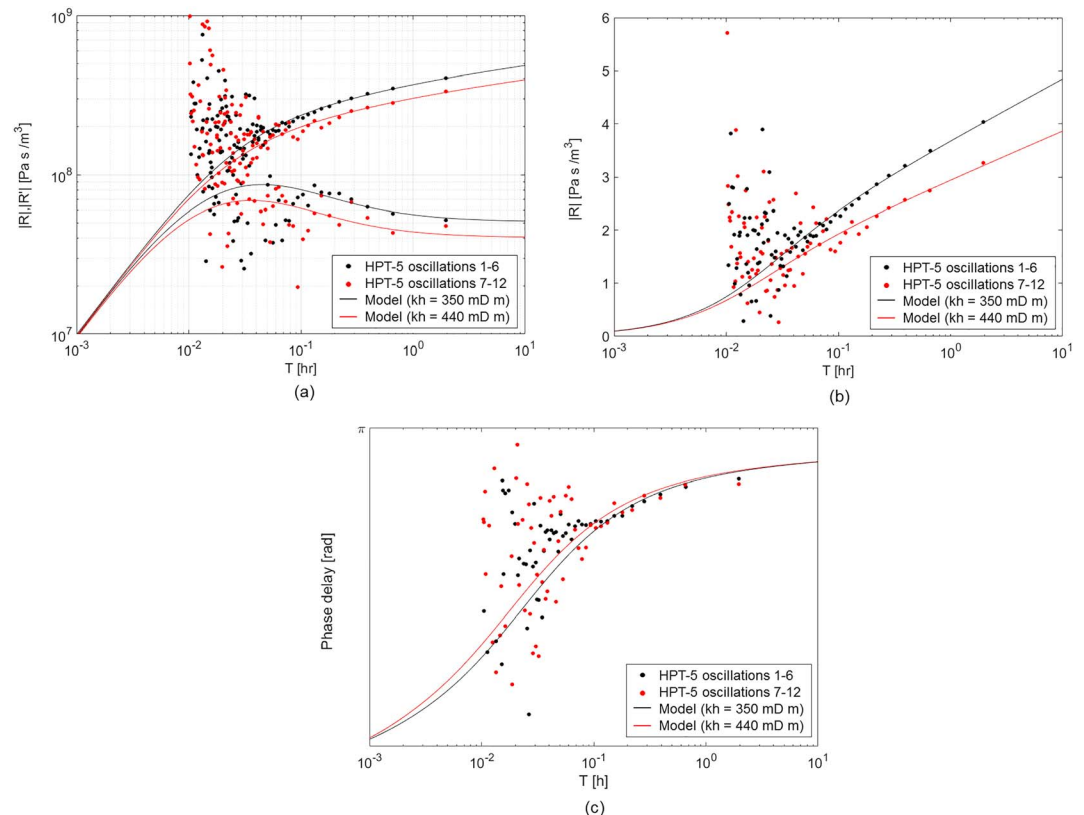 10^9
10^8
10^7
|R|,|R'| [Pa s /m^3]
HPT-5 oscillations 1-6
HPT-5 oscillations 7-12
Model (kh = 350 mD m)
Model (kh = 440 mD m)
10^-3 10^-2 10^-1 10^0 10^1
T [hr]
(a)
6
5
4
3
2
1
0
|R| [Pa s /m^3]
HPT-5 oscillations 1-6
HPT-5 oscillations 7-12
Model (kh = 350 mD m)
Model (kh = 440 mD m)
10^-3 10^-2 10^-1 10^0 10^1
T [hr]
(b)
π
Phase delay [rad]
HPT-5 oscillations 1-6
HPT-5 oscillations 7-12
Model (kh = 350 mD m)
Model (kh = 440 mD m)
10^-3 10^-2 10^-1 10^0 10^1
T [h]
(c)